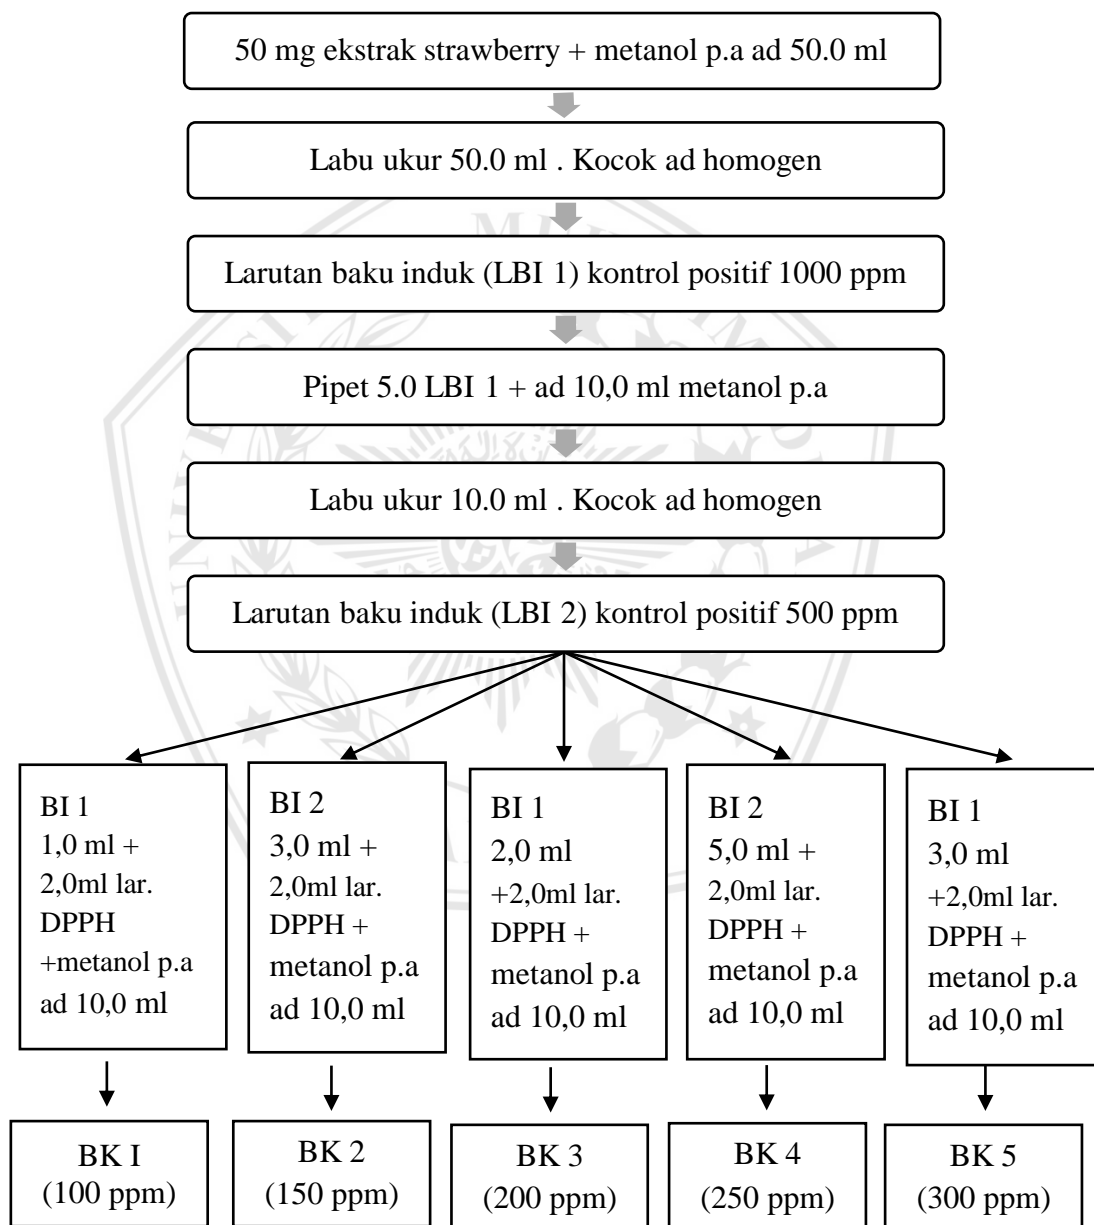 50 mg ekstrak strawberry + metanol p.a ad 50.0 ml
Labu ukur 50.0 ml . Kocok ad homogen
Larutan baku induk (LBI 1) kontrol positif 1000 ppm
Pipet 5.0 LBI 1 + ad 10,0 ml metanol p.a
Labu ukur 10.0 ml . Kocok ad homogen
Larutan baku induk (LBI 2) kontrol positif 500 ppm
BI 1
1,0 ml +
2,0ml lar.
DPPH
+metanol p.a
ad 10,0 ml
BI 2
3,0 ml +
2,0ml lar.
DPPH +
metanol p.a
ad 10,0 ml
BI 1
2,0 ml
+2,0ml lar.
DPPH +
metanol p.a
ad 10,0 ml
BI 2
5,0 ml +
2,0ml lar.
DPPH +
metanol p.a
ad 10,0 ml
BI 1
3,0 ml
+2,0ml lar.
DPPH +
metanol p.a
ad 10,0 ml
BK I
(100 ppm)
BK 2
(150 ppm)
BK 3
(200 ppm)
BK 4
(250 ppm)
BK 5
(300 ppm)